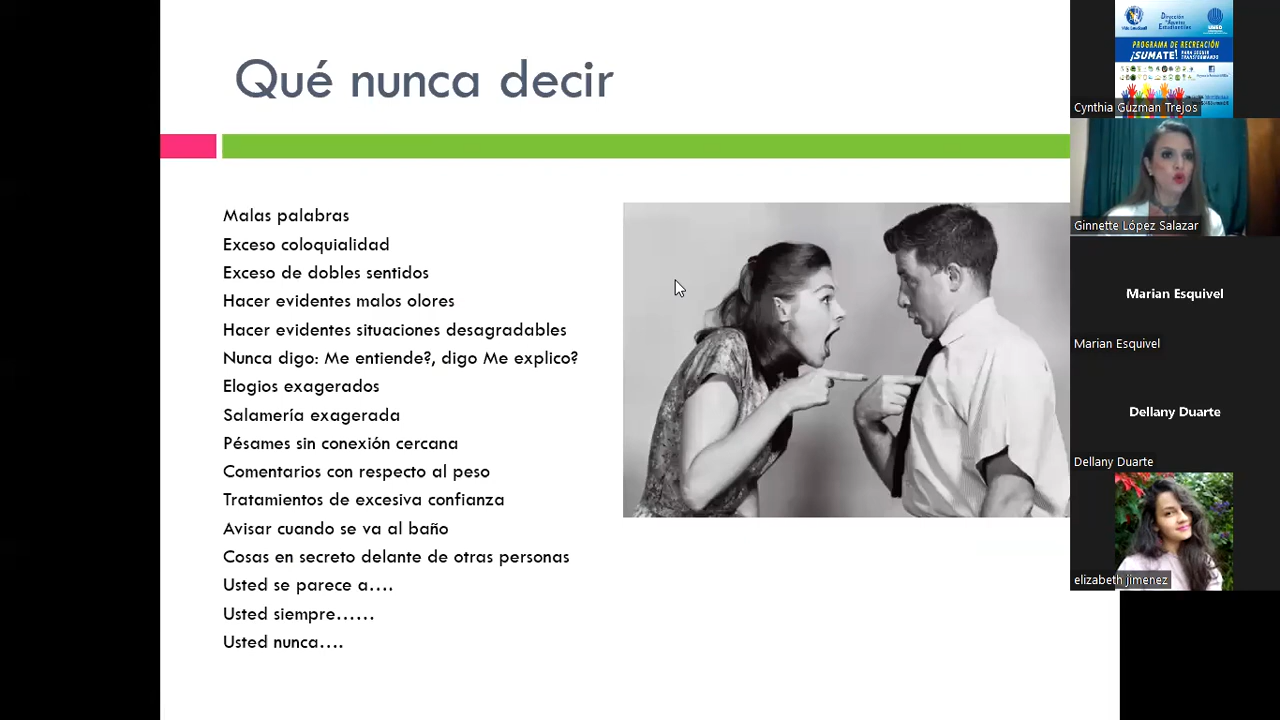 Qué nunca decir
Malas palabras
Exceso coloquialidad
Exceso de dobles sentidos
Hacer evidentes malos olores
Hacer evidentes situaciones desagradables
Nunca digo: Me entiende?, digo Me explico?
Elogios exagerados
Salamería exagerada
Pésames sin conexión cercana
Comentarios con respecto al peso
Tratamientos de excesiva confianza
Avisar cuando se va al baño
Cosas en secreto delante de otras personas
Usted se parece a....
Usted siempre......
Usted nunca....
PROGRAMA DE RECREACIÓN
¡SUMATE! PARA SEGUIR
TRANSFORMANDO
Cynthia Guzman Trejos
Ginnette López Salazar
Marian Esquivel
Marian Esquivel
Dellany Duarte
Dellany Duarte
elizabeth jimenez